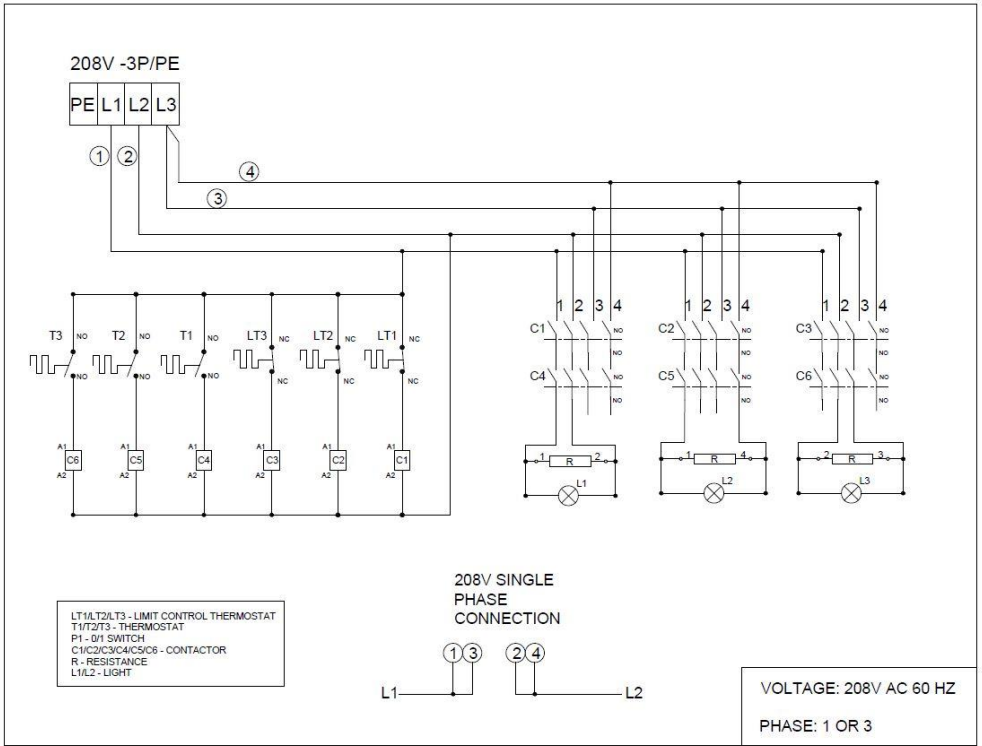 208V -3P/PE
PE L1 L2 L3
1 2
4
3
1 2 3 4 1 2 3 4 1 2 3 4
T3 NO T2 NO T1 NO LT3 NC LT2 NC LT1 NC
C1 NO C2 NO C3 NO
NO NO NO
NO NO NO NC NC NC
C4 NO C5 NO C6 NO
NO NO NO
A1 A1 A1 A1 A1 A1
C6 C5 C4 C3 C2 C1
A2 A2 A2 A2 A2 A2
1 R 2 1 R 4 2 R 3
L1 L2 L3
208V SINGLE
PHASE
CONNECTION
1 3 2 4
L1 L2
LT1/LT2/LT3 - LIMIT CONTROL THERMOSTAT
T1/T2/T3 - THERMOSTAT
P1 - 0/1 SWITCH
C1/C2/C3/C4/C5/C6 - CONTACTOR
R - RESISTANCE
L1/L2 - LIGHT
VOLTAGE: 208V AC 60 HZ
PHASE: 1 OR 3